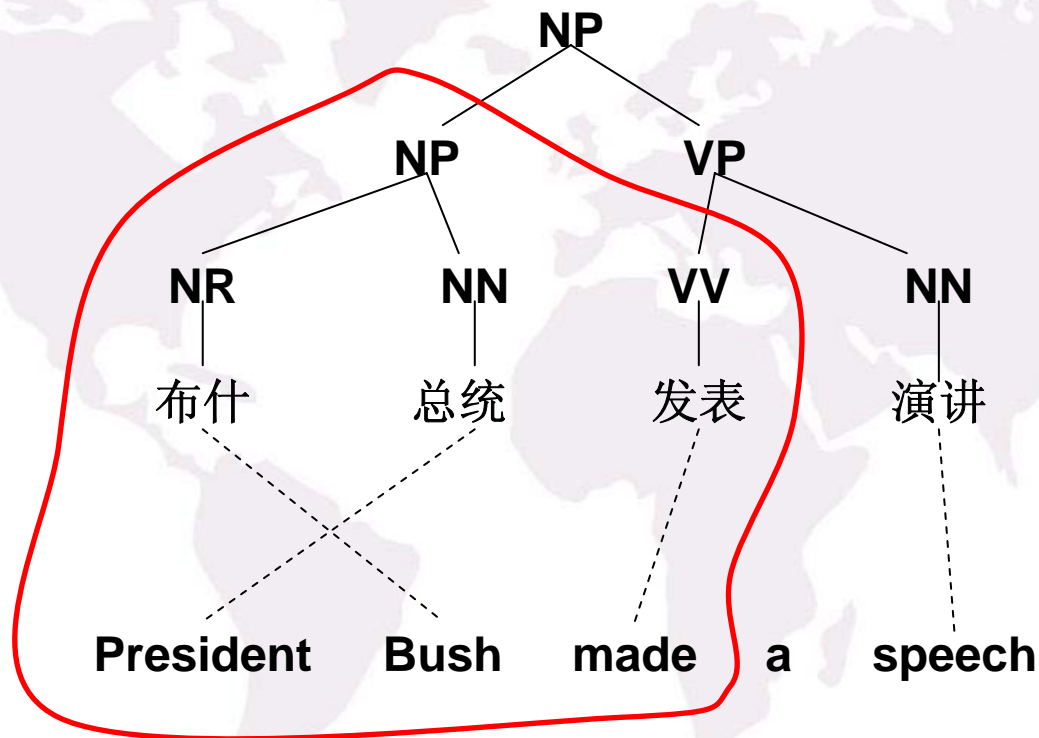 NP
NP VP
NR NN VV NN
布什 总统 发表 演讲
President Bush made a speech